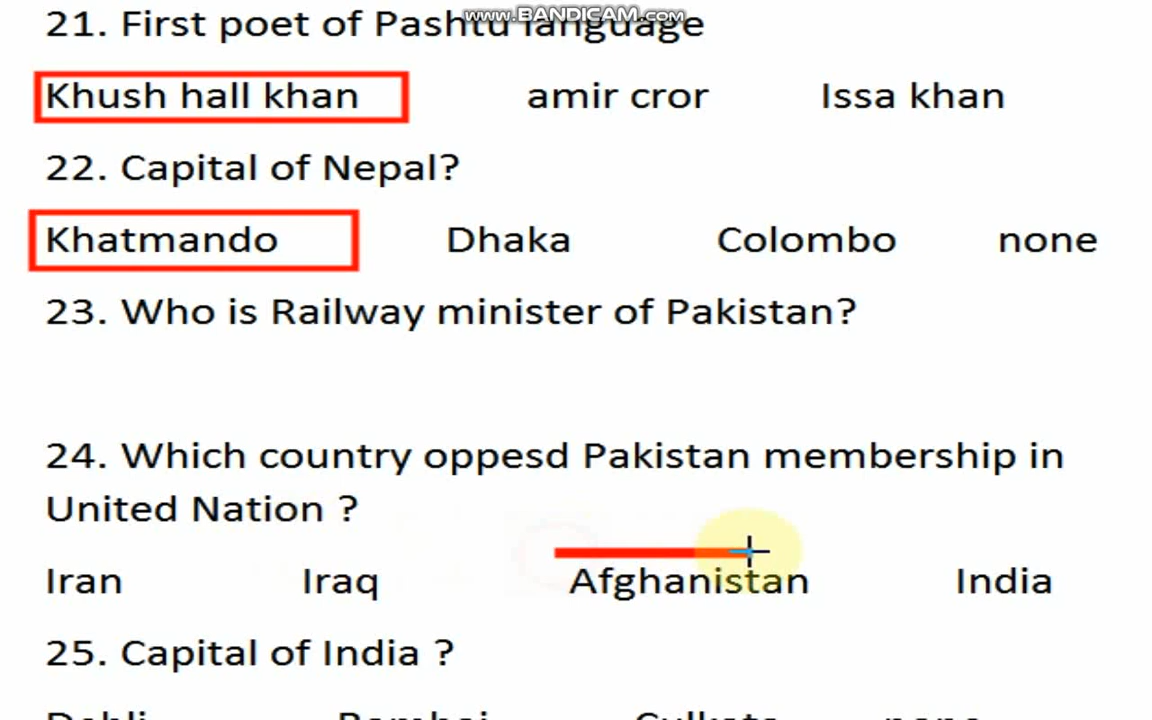 www.BANDICAM.com
21. First poet of Pashtu language
Khush hall khan amir cror Issa khan
22. Capital of Nepal?
Khatmando Dhaka Colombo none
23. Who is Railway minister of Pakistan?
24. Which country oppesd Pakistan membership in
United Nation ?
Iran Iraq Afghanistan India
25. Capital of India ?